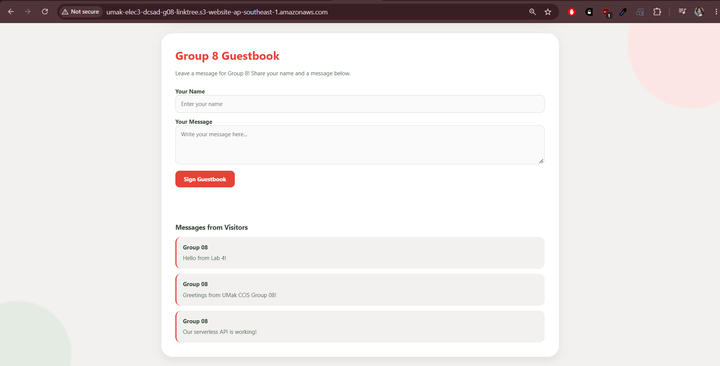 Not secure
umak-elec3-dcsad-g08-linktree.s3-website-ap-southeast-1.amazonaws.com
Group 8 Guestbook
Leave a message for Group 8! Share your name and a message below.
Your Name
Enter your name
Your Message
Write your message here...
Sign Guestbook
Messages from Visitors
Group 08
Hello from Lab 4!
Group 08
Greetings from UMak CCIS Group 08!
Group 08
Our serverless API is working!